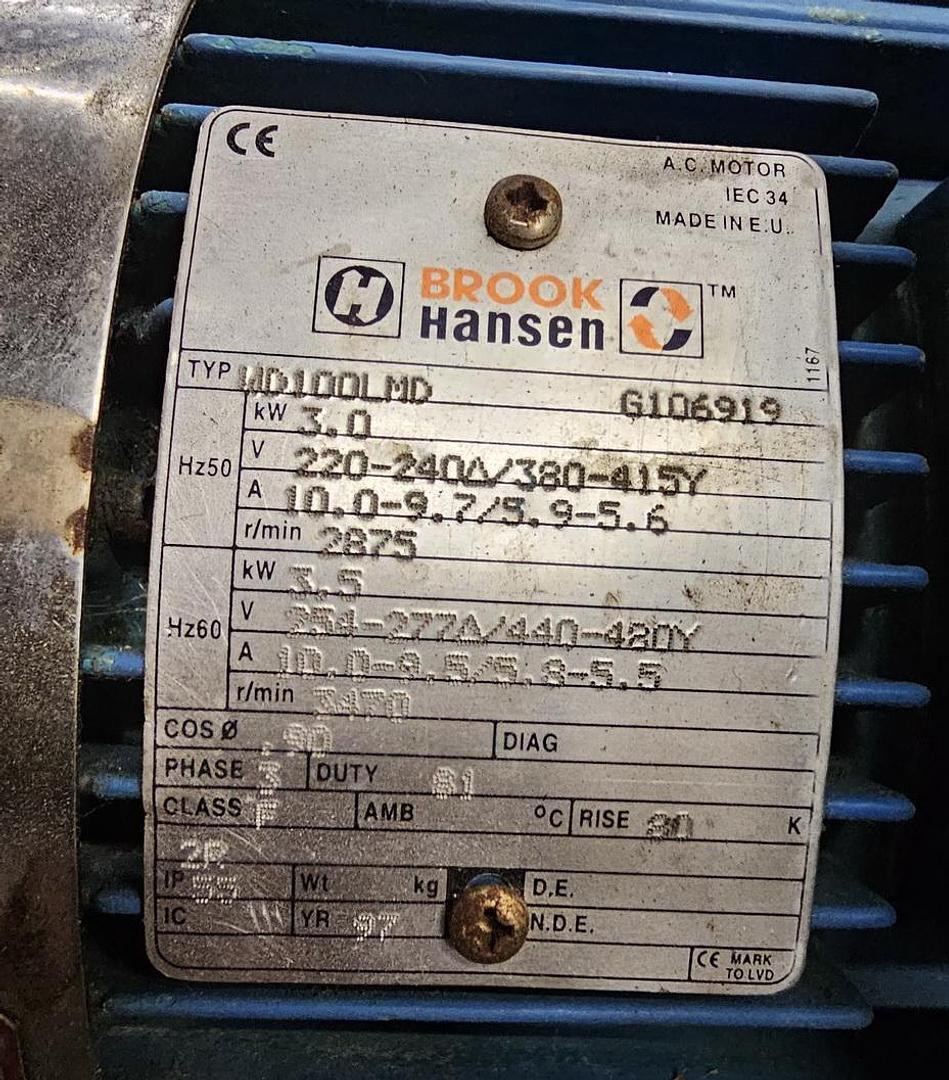 CE
A.C. MOTOR
IEC 34
MADE IN E.U.
H BROOK Hansen ™
1167
TYP WD100LMD G106919
Hz50
kW 3.0
V 220-240Δ/380-415Y
A 10.0-9.7/5.9-5.6
r/min 2875
Hz60
kW 3.5
V 254-277Δ/440-480Y
A 10.0-9.5/5.8-5.5
r/min 3470
COS Ø .90 DIAG
PHASE 3 DUTY S1
CLASS F AMB °C RISE 80 K
2P
IP 55 Wt kg D.E.
IC YR 97 N.D.E.
CE MARK
TO LVD